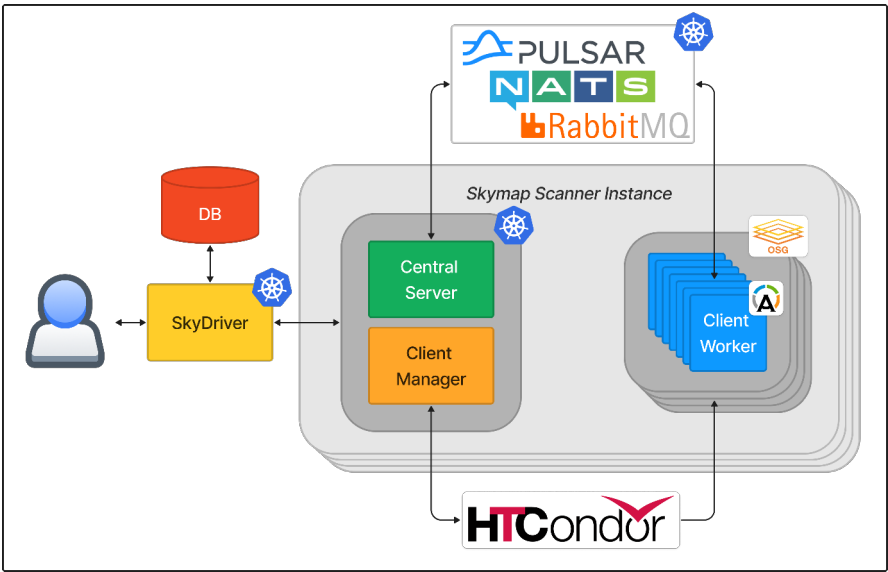 PULSAR
NATS
RabbitMQ
Skymap Scanner Instance
DB
OSG
Central
Server
SkyDriver
A
Client
Worker
Client
Manager
HTCondor